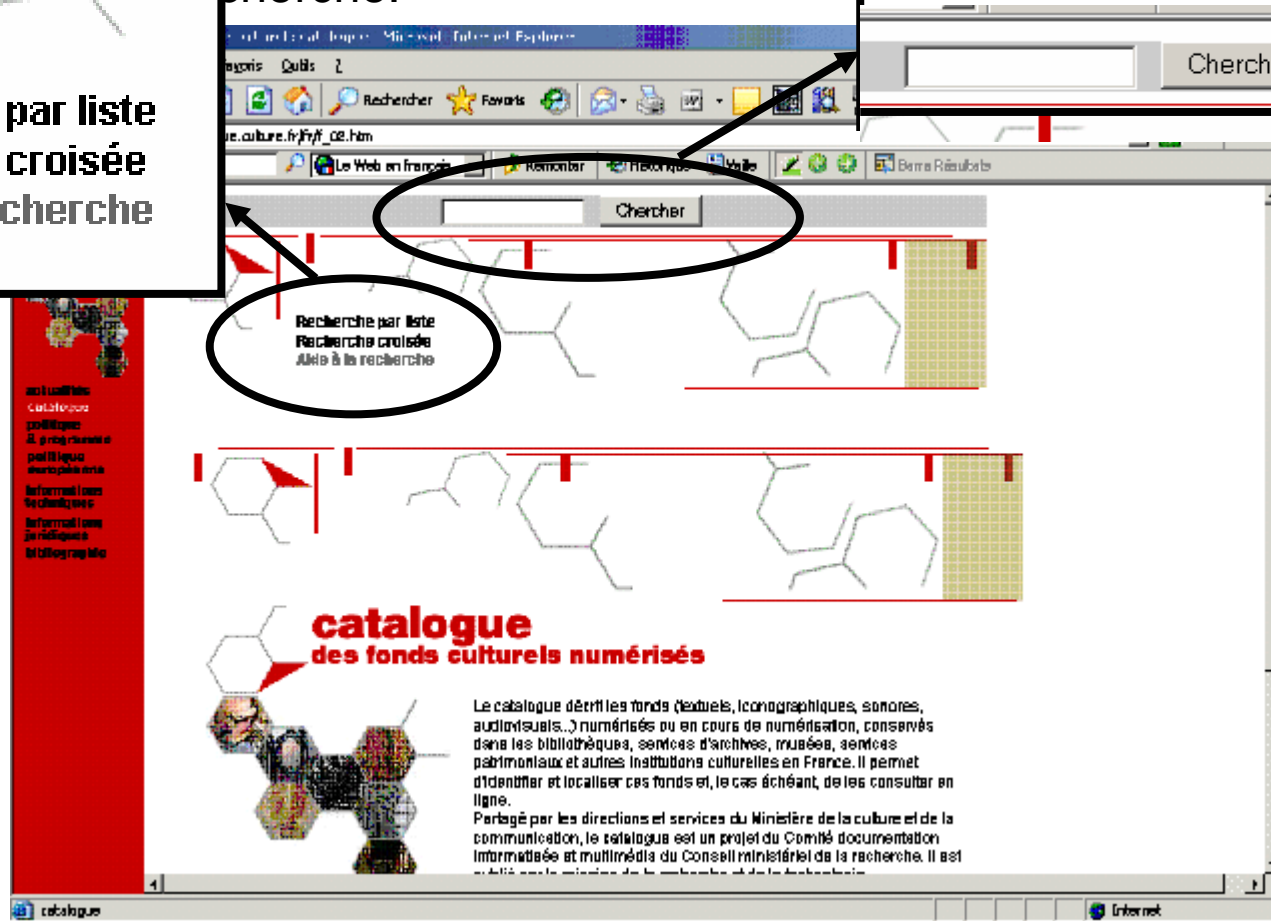 cherche.
par liste
croisée
cherche
Cherch
Microsoft Internet Explorer
Favoris Outils ?
Rechercher Favoris
ue.culture.fr/fr/f_02.htm
Le Web en français Remonter Historique Veille Barre Résultats
Chercher
Recherche par liste
Recherche croisée
Aide à la recherche
actualités
catalogue
politique
& programme
politique
européenne
informations
techniques
informations
juridiques
bibliographie
catalogue
des fonds culturels numérisés
Le catalogue décrit les fonds (textuels, iconographiques, sonores,
audiovisuels...) numérisés ou en cours de numérisation, conservés
dans les bibliothèques, services d'archives, musées, services
patrimoniaux et autres institutions culturelles en France. Il permet
d'identifier et localiser ces fonds et, le cas échéant, de les consulter en
ligne.
Partagé par les directions et services du Ministère de la culture et de la
communication, le catalogue est un projet du Comité documentation
informatisée et multimédia du Conseil ministériel de la recherche. Il est
catalogue
Internet